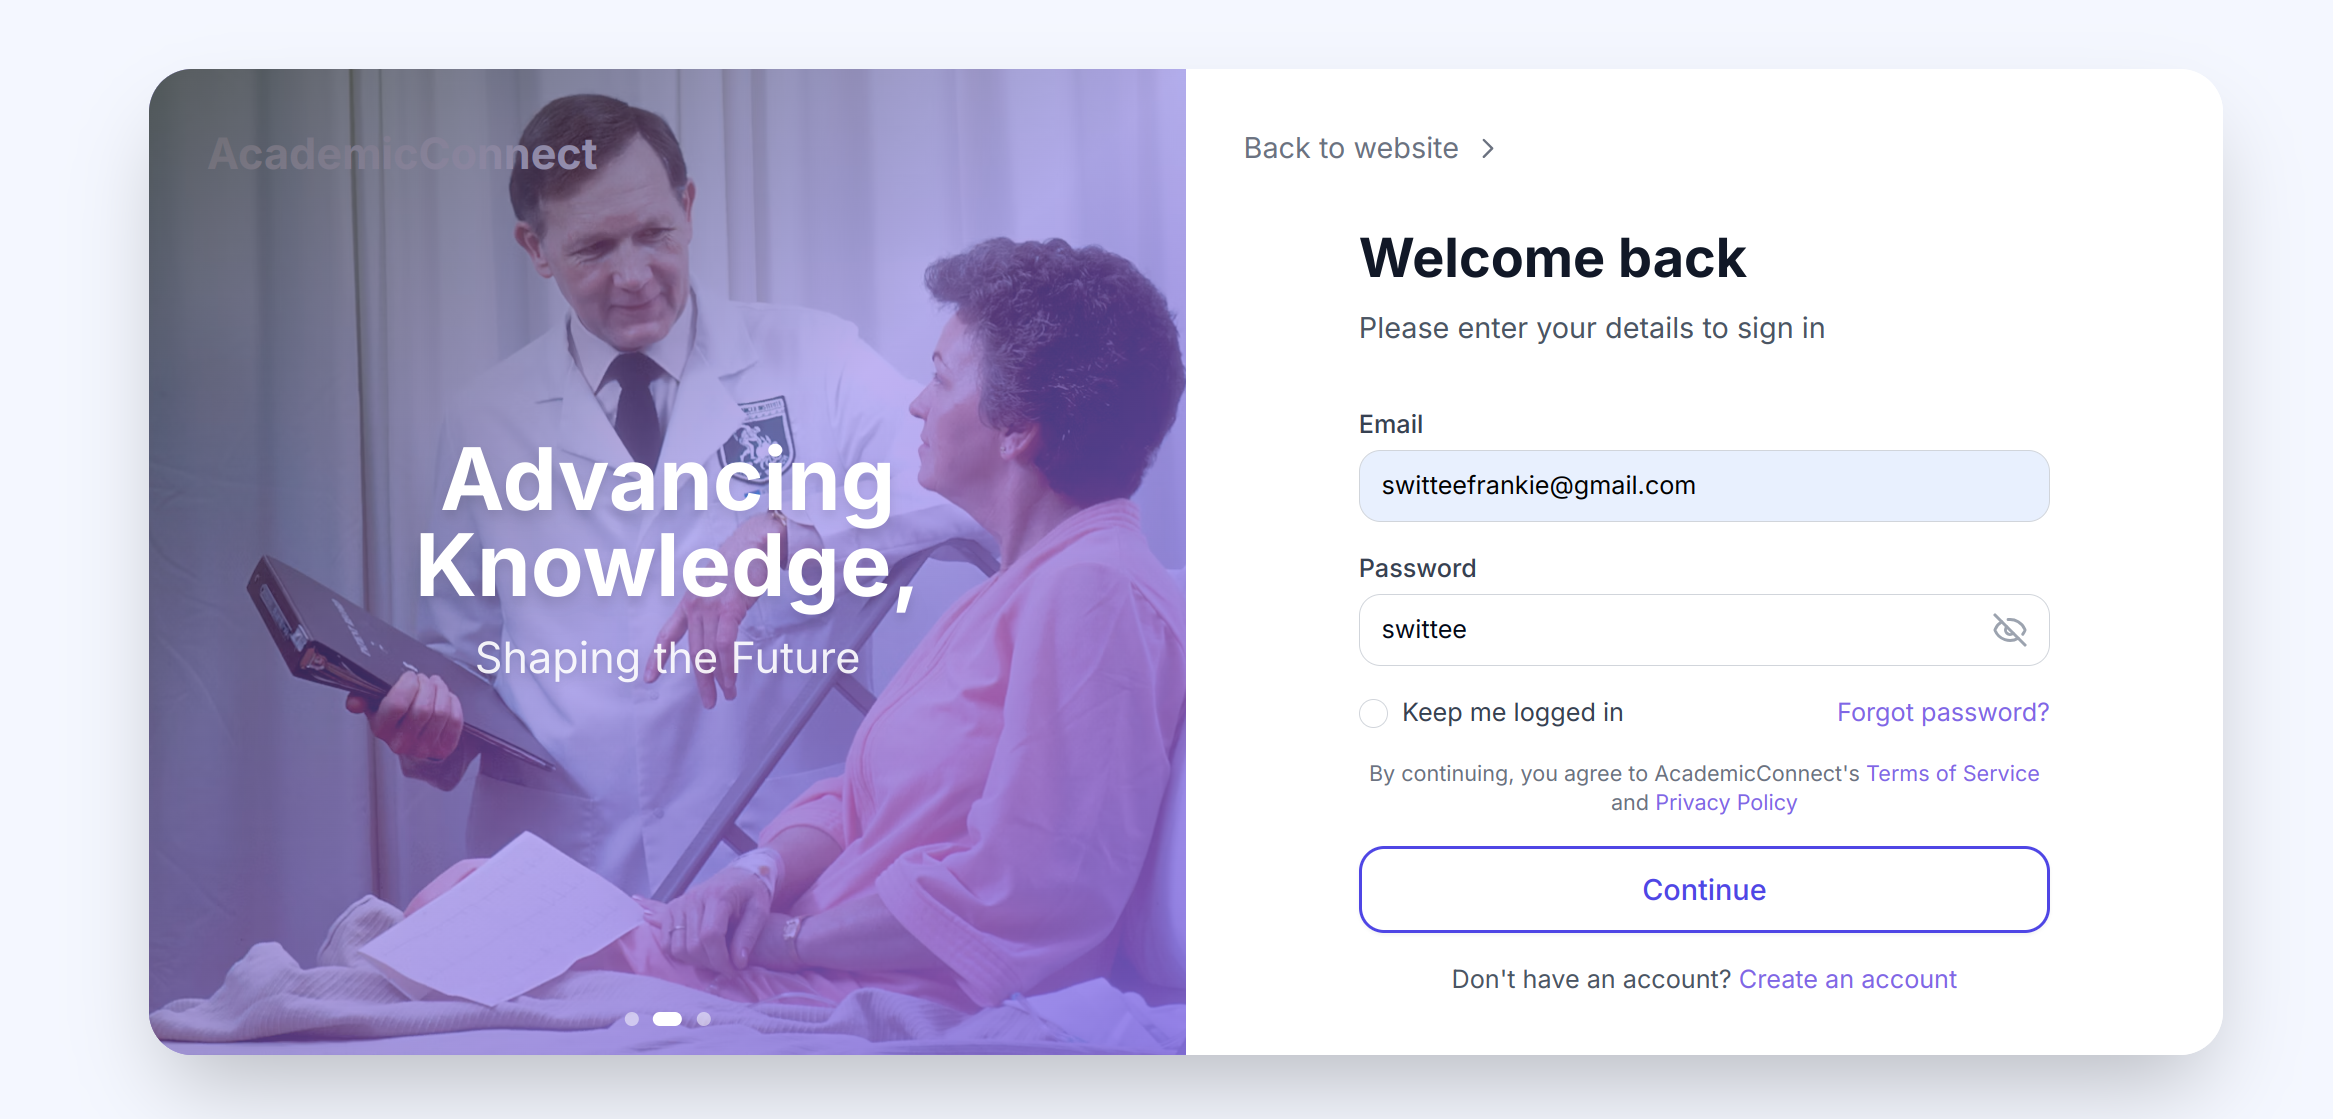 AcademicConnect
Advancing
Knowledge,
Shaping the Future
Back to website
Welcome back
Please enter your details to sign in
Email
switteefrankie@gmail.com
Password
swittee
Keep me logged in
Forgot password?
By continuing, you agree to AcademicConnect's Terms of Service
and Privacy Policy
Continue
Don't have an account? Create an account